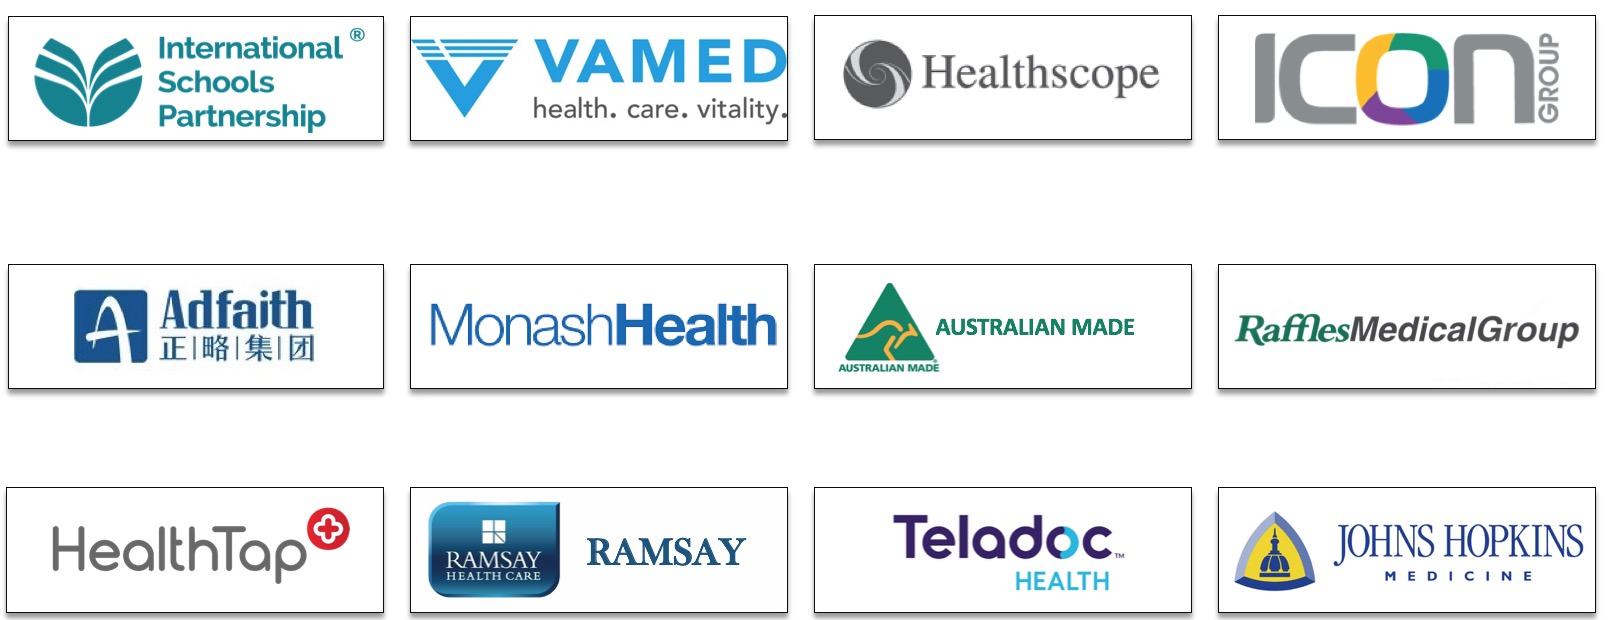 International ®
Schools
Partnership
VAMED
health. care. vitality.
Healthscope
ICON
GROUP
Adfaith
正|略|集|团
MonashHealth
AUSTRALIAN MADE
AUSTRALIAN MADE®
RafflesMedicalGroup
HealthTap
RAMSAY
HEALTH CARE
RAMSAY
Teladoc™
HEALTH
JOHNS HOPKINS
MEDICINE